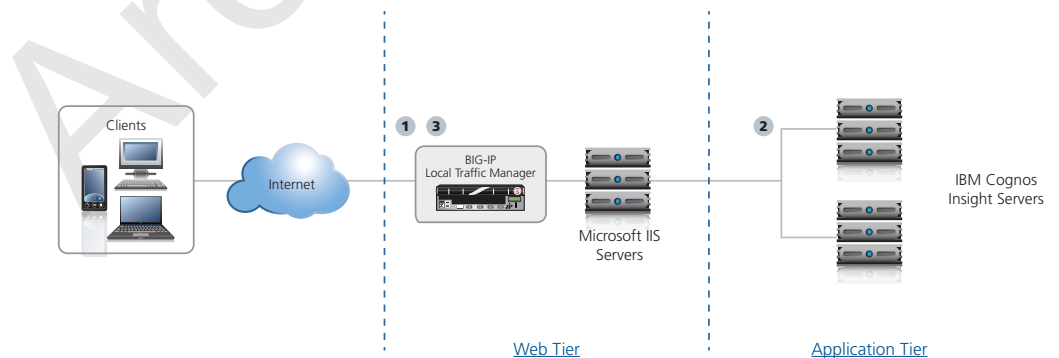 Clients
Internet
1 3
BIG-IP
Local Traffic Manager
Microsoft IIS
Servers
2
IBM Cognos
Insight Servers
Web Tier
Application Tier